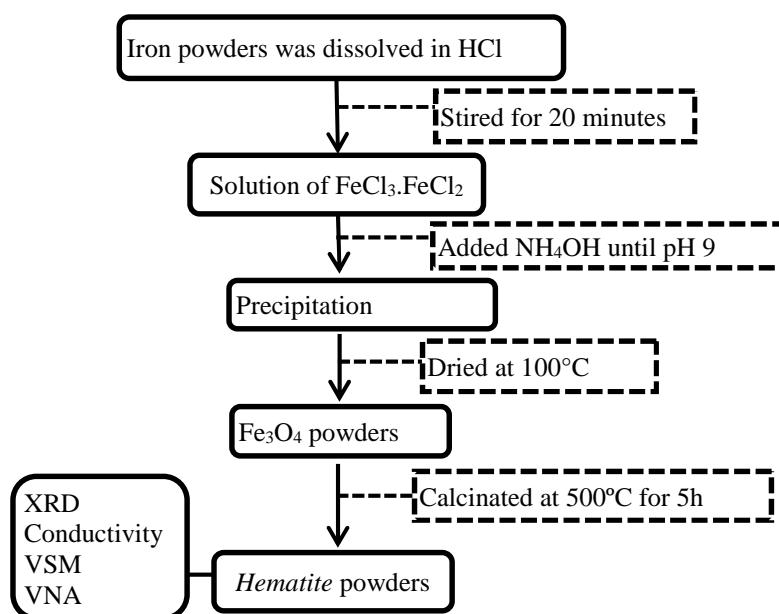 Iron powders was dissolved in HCl
Stired for 20 minutes
Solution of FeCl₃.FeCl₂
Added NH₄OH until pH 9
Precipitation
Dried at 100°C
Fe₃O₄ powders
Calcinated at 500ºC for 5h
XRD
Conductivity
VSM
VNA
Hematite powders